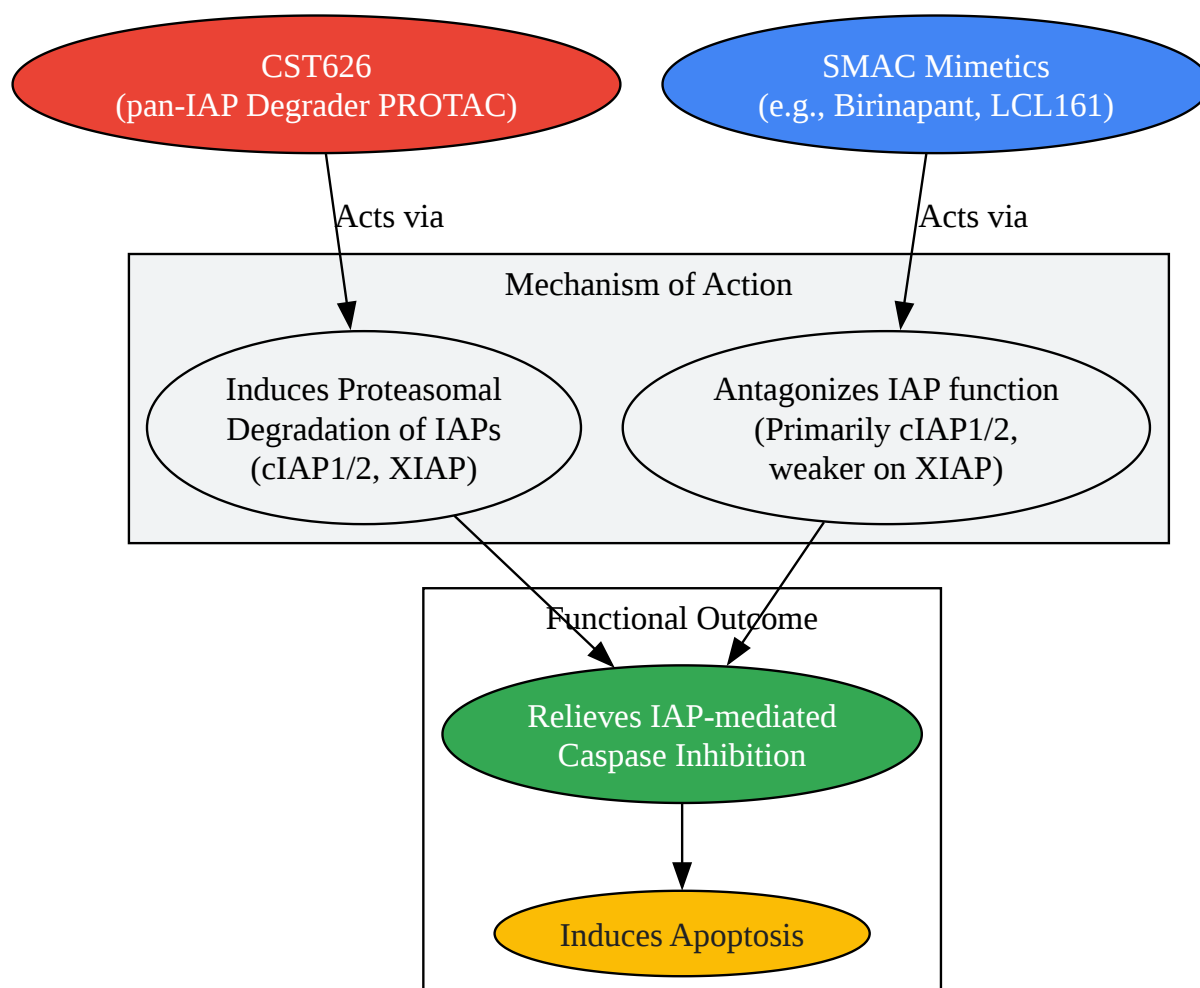 CST626
(pan-IAP Degrader PROTAC)
SMAC Mimetics
(e.g., Birinapant, LCL161)
Acts via
Acts via
Mechanism of Action
Induces Proteasomal
Degradation of IAPs
(cIAP1/2, XIAP)
Antagonizes IAP function
(Primarily cIAP1/2,
weaker on XIAP)
Functional Outcome
Relieves IAP-mediated
Caspase Inhibition
Induces Apoptosis